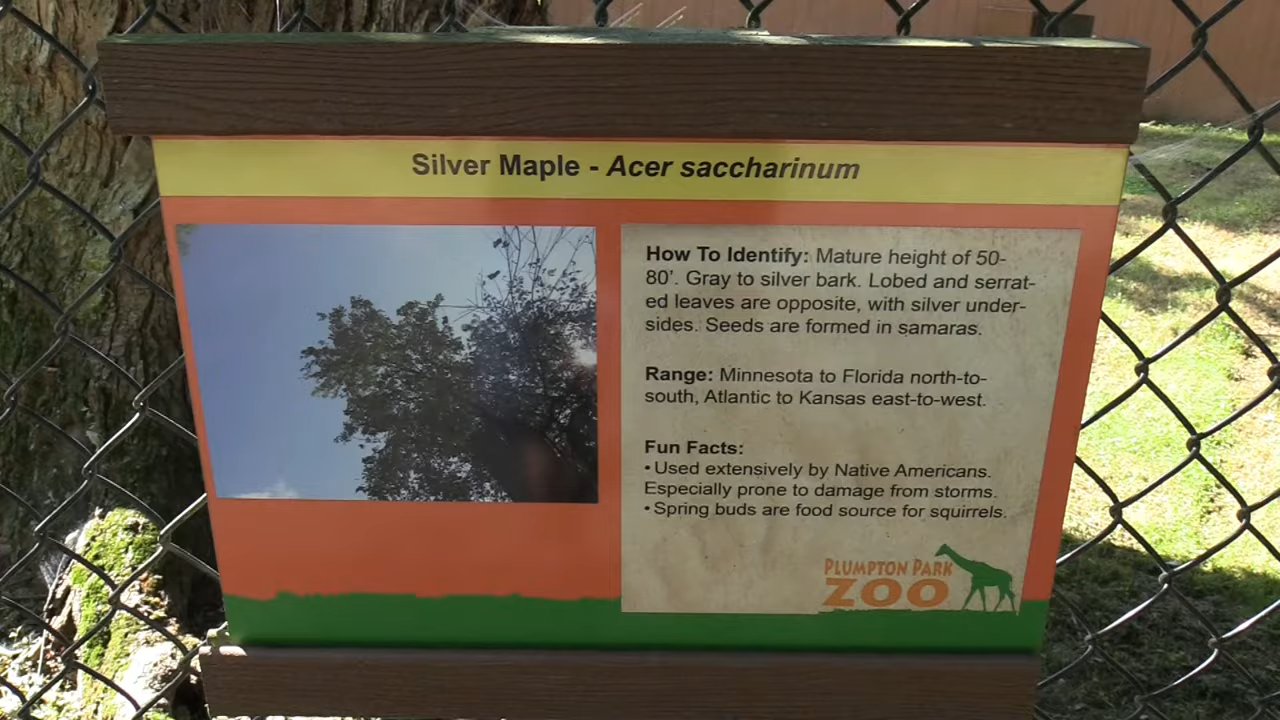 Silver Maple - Acer saccharinum
How To Identify: Mature height of 50-
80'. Gray to silver bark. Lobed and serrat-
ed leaves are opposite, with silver under-
sides. Seeds are formed in samaras.
Range: Minnesota to Florida north-to-
south, Atlantic to Kansas east-to-west.
Fun Facts:
• Used extensively by Native Americans.
Especially prone to damage from storms.
• Spring buds are food source for squirrels.
PLUMPTON PARK
ZOO